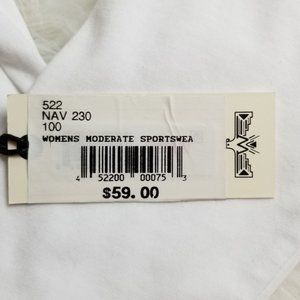 522
NAV 230
100
WOMENS MODERATE SPORTSWEA
4 52200 00075 3
$59.00